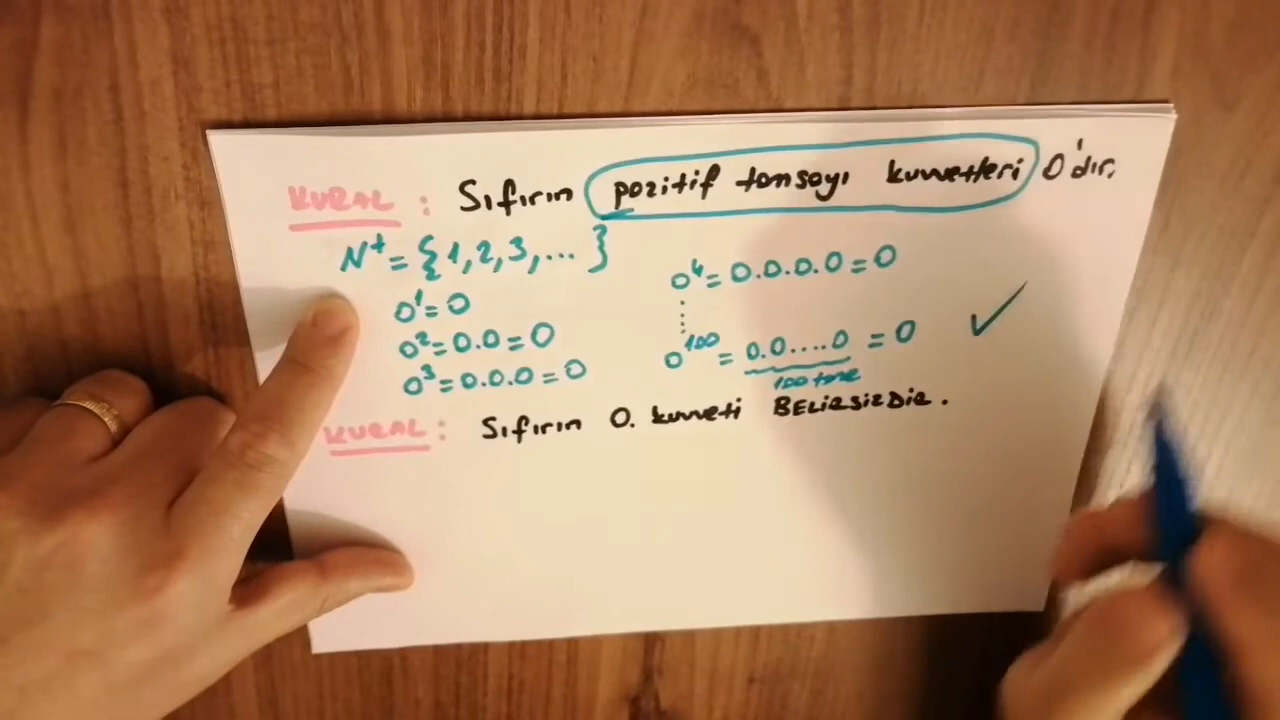 KURAL : Sıfırın pozitif tamsayı kuvvetleri 0'dır.
N⁺ = {1, 2, 3, ... }
0¹ = 0
0² = 0.0 = 0
0³ = 0.0.0 = 0
0⁴ = 0.0.0.0 = 0
⋮
0¹⁰⁰ = 0.0....0 = 0 ✓
100 tane
KURAL : Sıfırın 0. kuvveti BELİRSİZDİR.